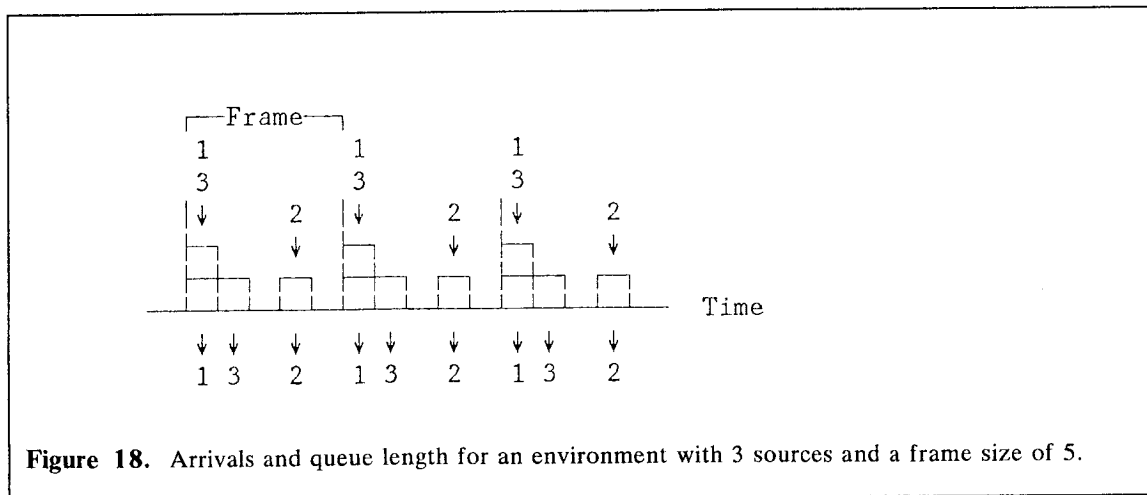 Frame
1 1 1
3 3 3
2 2 2
Time
1 3 2 1 3 2 1 3 2
Figure 18. Arrivals and queue length for an environment with 3 sources and a frame size of 5.